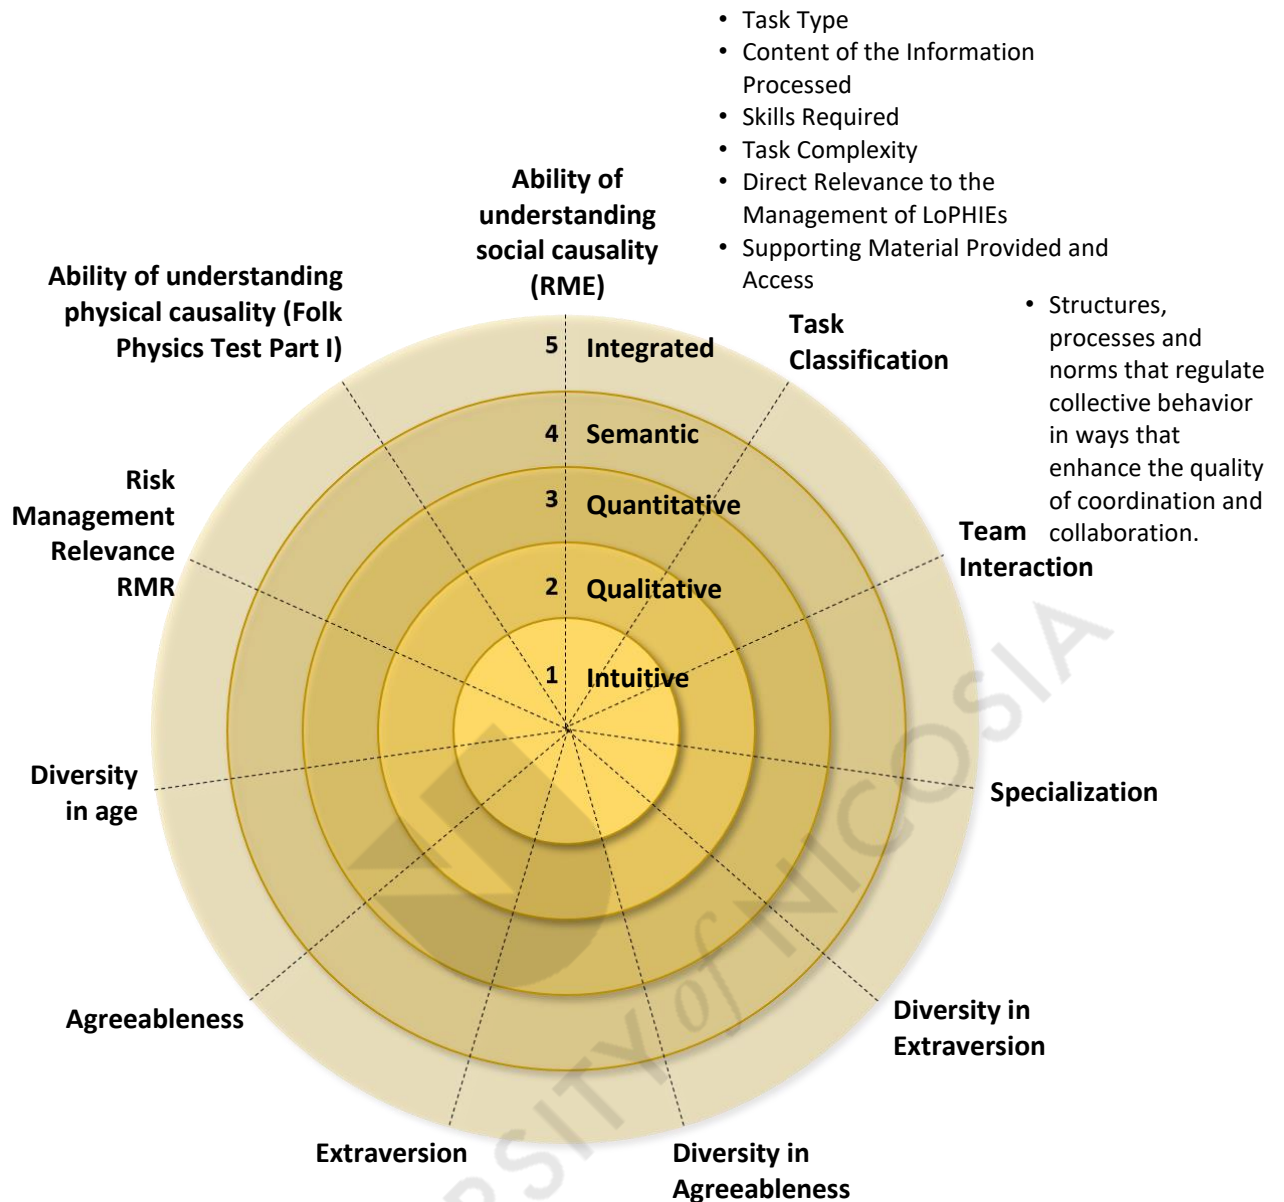 • Task Type
• Content of the Information
Processed
• Skills Required
• Task Complexity
• Direct Relevance to the
Management of LoPHIEs
• Supporting Material Provided and
Access
Ability of
understanding
social causality
(RME)
Ability of understanding
physical causality (Folk
Physics Test Part I)
Task
Classification
• Structures,
processes and
norms that regulate
collective behavior
in ways that
enhance the quality
of coordination and
collaboration.
5 Integrated
4 Semantic
3 Quantitative
2 Qualitative
1 Intuitive
Risk
Management
Relevance
RMR
Team
Interaction
Diversity
in age
Specialization
Agreeableness
Diversity in
Extraversion
Extraversion
Diversity in
Agreeableness
RSITY of NICOSIA